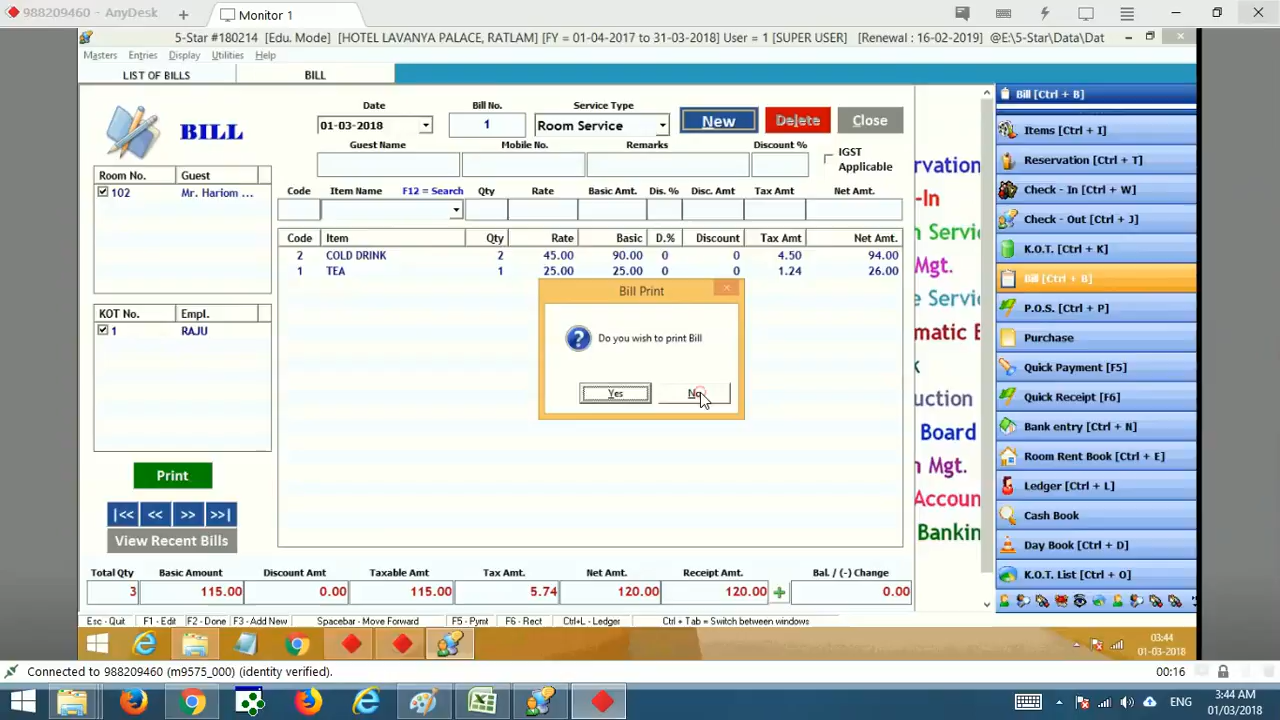 988209460 - AnyDesk
Monitor 1
5-Star #180214 [Edu. Mode] [HOTEL LAVANYA PALACE, RATLAM] [FY = 01-04-2017 to 31-03-2018] User = 1 [SUPER USER] [Renewal : 16-02-2019] @E:\5-Star\Data\Dat
Masters Entries Display Utilities Help
LIST OF BILLS BILL
BILL
Date Bill No. Service Type
01-03-2018 1 Room Service New Delete Close
Guest Name Mobile No. Remarks Discount %
IGST Applicable
Room No. Guest
102 Mr. Hariom ...
Code Item Name F12 = Search Qty Rate Basic Amt. Dis. % Disc. Amt Tax Amt Net Amt.
Code Item Qty Rate Basic D.% Discount Tax Amt Net Amt.
2 COLD DRINK 2 45.00 90.00 0 0 4.50 94.00
1 TEA 1 25.00 25.00 0 0 1.24 26.00
KOT No. Empl.
1 RAJU
Bill Print
Do you wish to print Bill
Yes No
Print
|<< << >> >>|
View Recent Bills
Total Qty Basic Amount Discount Amt Taxable Amt Tax Amt. Net Amt. Receipt Amt. Bal. / (-) Change
3 115.00 0.00 115.00 5.74 120.00 120.00 0.00
Esc - Quit F1 - Edit F2 - Done F3 - Add New Spacebar - Move Forward F5 - Pymt F6 - Rect Ctrl+L - Ledger Ctrl + Tab = Switch between windows
Bill [Ctrl + B]
Items [Ctrl + I]
Reservation [Ctrl + T]
Check - In [Ctrl + W]
Check - Out [Ctrl + J]
K.O.T. [Ctrl + K]
Bill [Ctrl + B]
P.O.S. [Ctrl + P]
Purchase
Quick Payment [F5]
Quick Receipt [F6]
Bank entry [Ctrl + N]
Room Rent Book [Ctrl + E]
Ledger [Ctrl + L]
Cash Book
Day Book [Ctrl + D]
K.O.T. List [Ctrl + O]
vation
-In
Servic
Mgt.
e Servic
matic B
k
uction
Board
Mgt.
Accoun
Banking
03:44
01-03-2018
Connected to 988209460 (m9575_000) (identity verified).
00:16
ENG
3:44 AM
01/03/2018